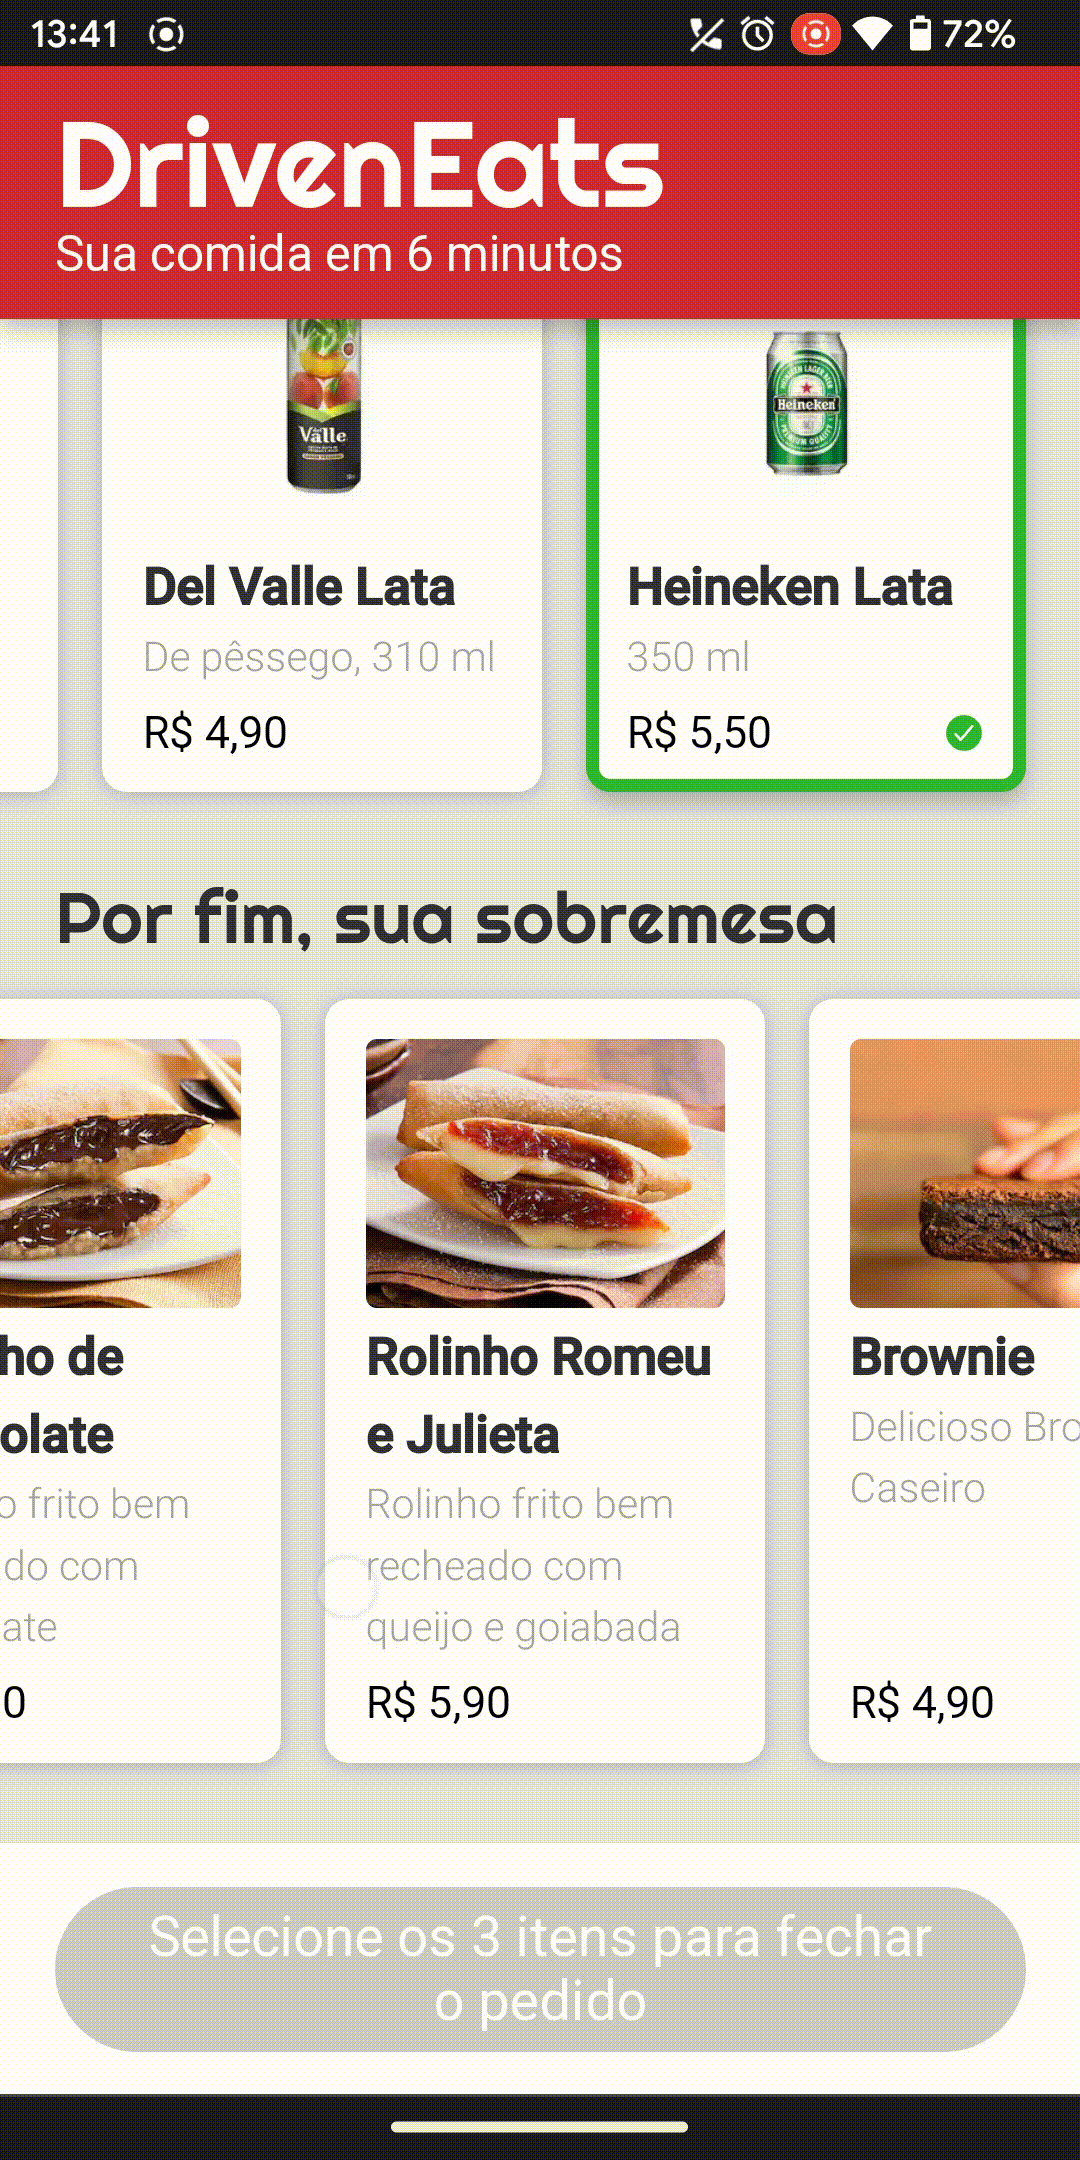 13:41
72%
DrivenEats
Sua comida em 6 minutos
Valle
Heineken
Del Valle Lata
De pêssego, 310 ml
R$ 4,90
Heineken Lata
350 ml
R$ 5,50
Por fim, sua sobremesa
ho de
olate
o frito bem
do com
ate
0
Rolinho Romeu
e Julieta
Rolinho frito bem
recheado com
queijo e goiabada
R$ 5,90
Brownie
Delicioso Bro
Caseiro
R$ 4,90
Selecione os 3 itens para fechar
o pedido